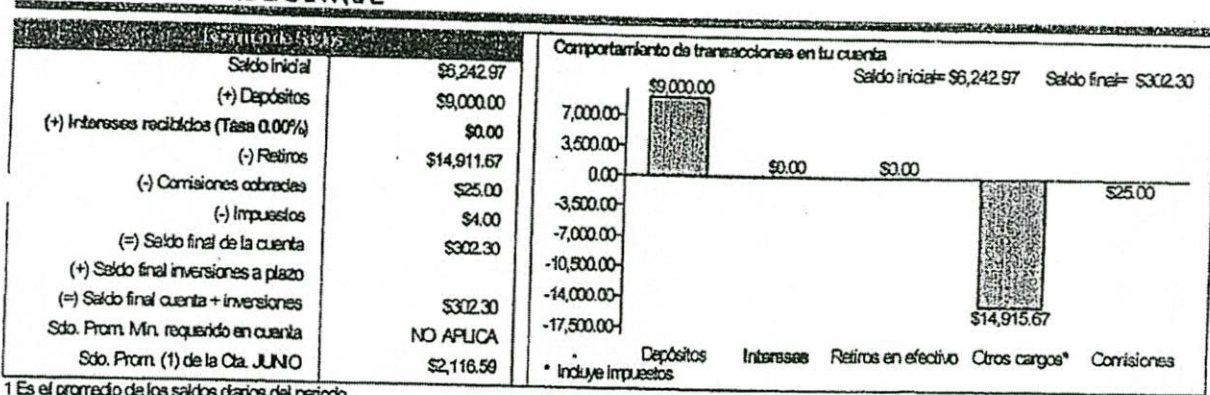 Saldo inicial $6,242.97
(+) Depósitos $9,000.00
(+) Intereses recibidos (Tasa 0.00%) $0.00
(-) Retiros $14,911.67
(-) Comisiones cobradas $25.00
(-) Impuestos $4.00
(=) Saldo final de la cuenta $302.30
(+) Saldo final inversiones a plazo
(=) Saldo final cuenta + inversiones $302.30
Sdo. Prom. Mín. requerido en cuenta NO APLICA
Sdo. Prom. (1) de la Cta. JUNIO $2,116.59
1 Es el promedio de los saldos diarios del periodo
Comportamiento de transacciones en tu cuenta
Saldo inicial= $6,242.97 Saldo final= $302.30
$9,000.00
7,000.00
3,500.00
0.00 $0.00 $0.00
-3,500.00 $25.00
-7,000.00
-10,500.00
-14,000.00
-17,500.00 $14,915.67
Depósitos Intereses Retiros en efectivo Otros cargos* Comisiones
* Incluye impuestos